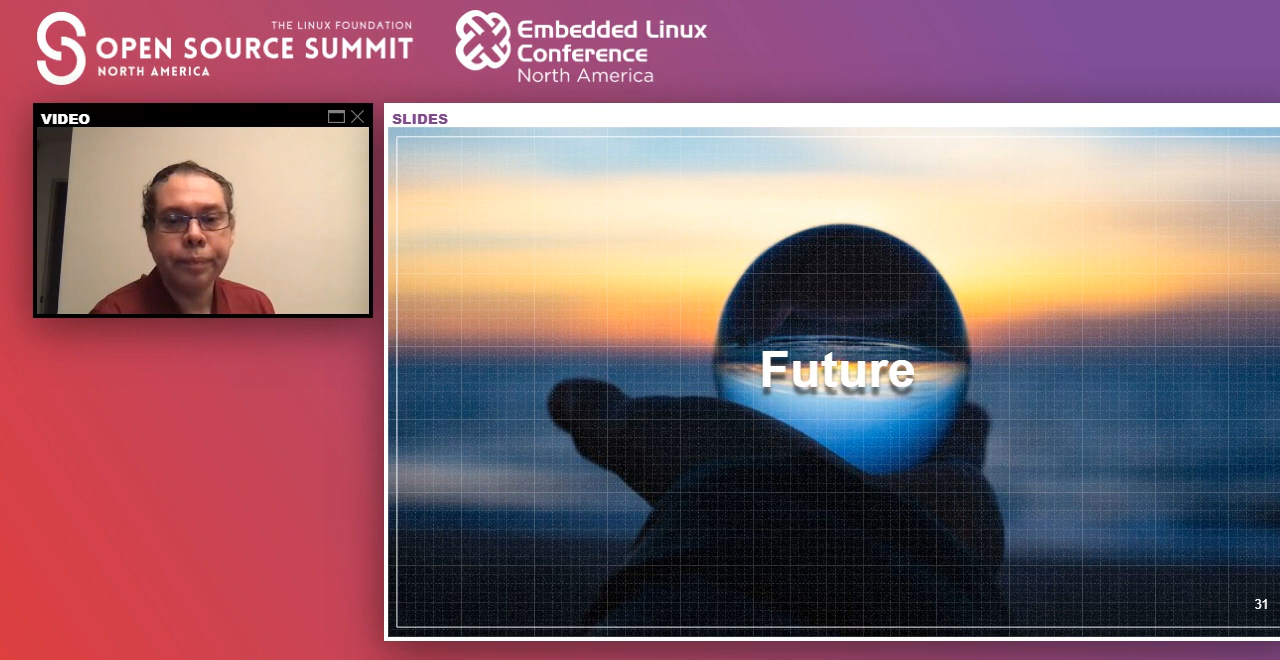 THE LINUX FOUNDATION
OPEN SOURCE SUMMIT
NORTH AMERICA
Embedded Linux
Conference
North America
VIDEO
SLIDES
Future
31